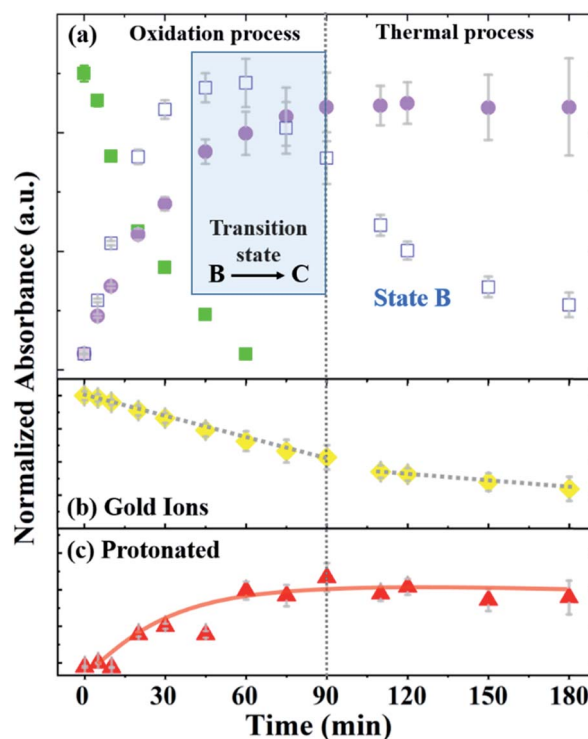 (a) Oxidation process Thermal process
Transition
state
B → C
State B
Normalized Absorbance (a.u.)
(b) Gold Ions
(c) Protonated
0 30 60 90 120 150 180
Time (min)